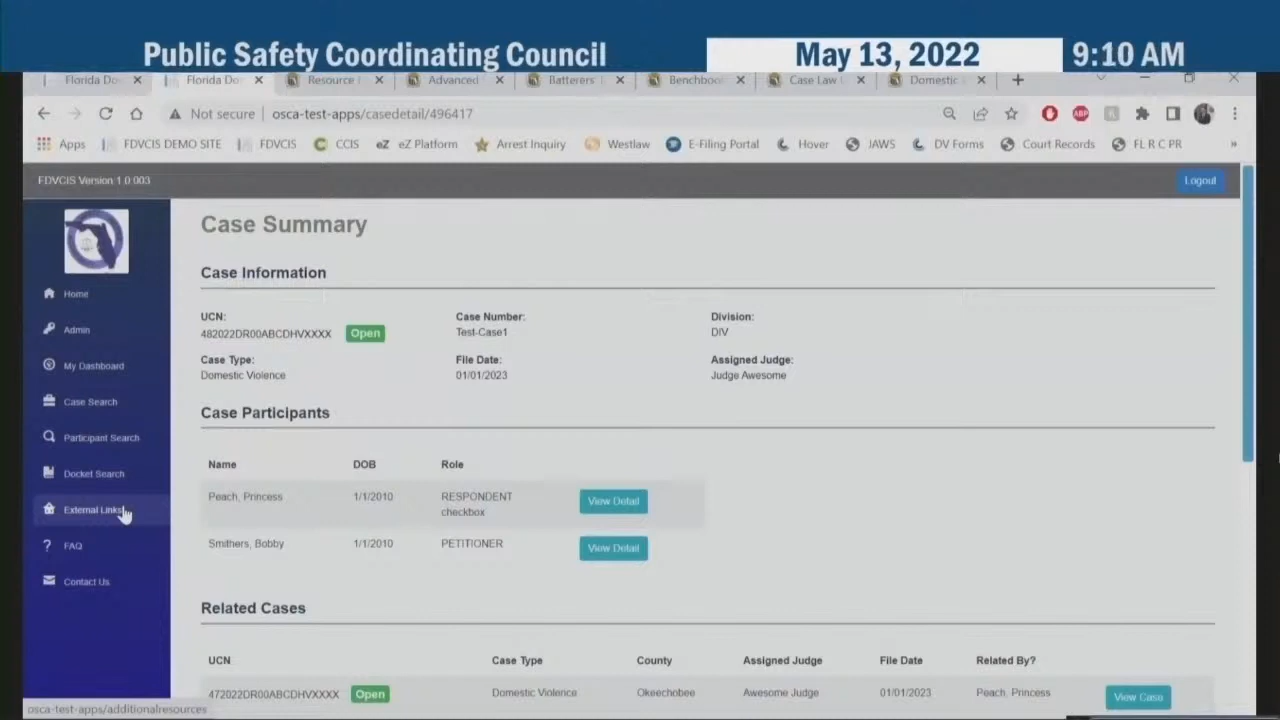 Public Safety Coordinating Council May 13, 2022 9:10 AM
Florida Do Florida Do Resource Advanced Batterers Benchboo Case Law Domestic
Not secure osca-test-apps/casedetail/496417
Apps FDVCIS DEMO SITE FDVCIS CCIS eZ eZ Platform Arrest Inquiry Westlaw E-Filing Portal Hover JAWS DV Forms Court Records FL R C PR »
FDVCIS Version 1.0.003 Logout
Case Summary
Case Information
UCN: Case Number: Division:
482022DR00ABCDHVXXXX Open Test-Case1 DIV
Case Type: File Date: Assigned Judge:
Domestic Violence 01/01/2023 Judge Awesome
Home
Admin
My Dashboard
Case Search
Participant Search
Docket Search
External Links
FAQ
Contact Us
Case Participants
Name DOB Role
Peach, Princess 1/1/2010 RESPONDENT View Detail
checkbox
Smithers, Bobby 1/1/2010 PETITIONER View Detail
Related Cases
UCN Case Type County Assigned Judge File Date Related By?
472022DR00ABCDHVXXXX Open Domestic Violence Okeechobee Awesome Judge 01/01/2023 Peach, Princess View Case
osca-test-apps/additionalresources